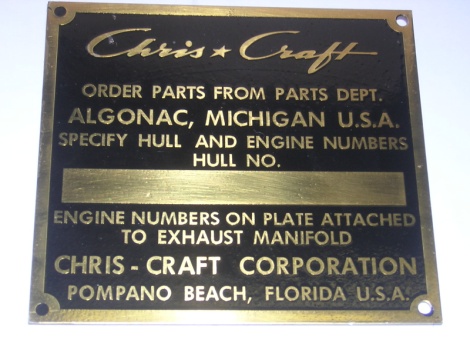 Chris★Craft
ORDER PARTS FROM PARTS DEPT.
ALGONAC, MICHIGAN U.S.A.
SPECIFY HULL AND ENGINE NUMBERS
HULL NO.
ENGINE NUMBERS ON PLATE ATTACHED
TO EXHAUST MANIFOLD
CHRIS-CRAFT CORPORATION
POMPANO BEACH, FLORIDA U.S.A.